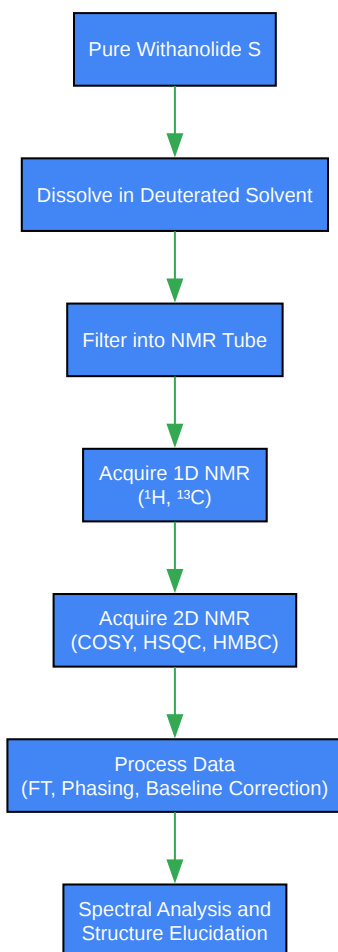 Pure Withanolide S
Dissolve in Deuterated Solvent
Filter into NMR Tube
Acquire 1D NMR
(¹H, ¹³C)
Acquire 2D NMR
(COSY, HSQC, HMBC)
Process Data
(FT, Phasing, Baseline Correction)
Spectral Analysis and
Structure Elucidation